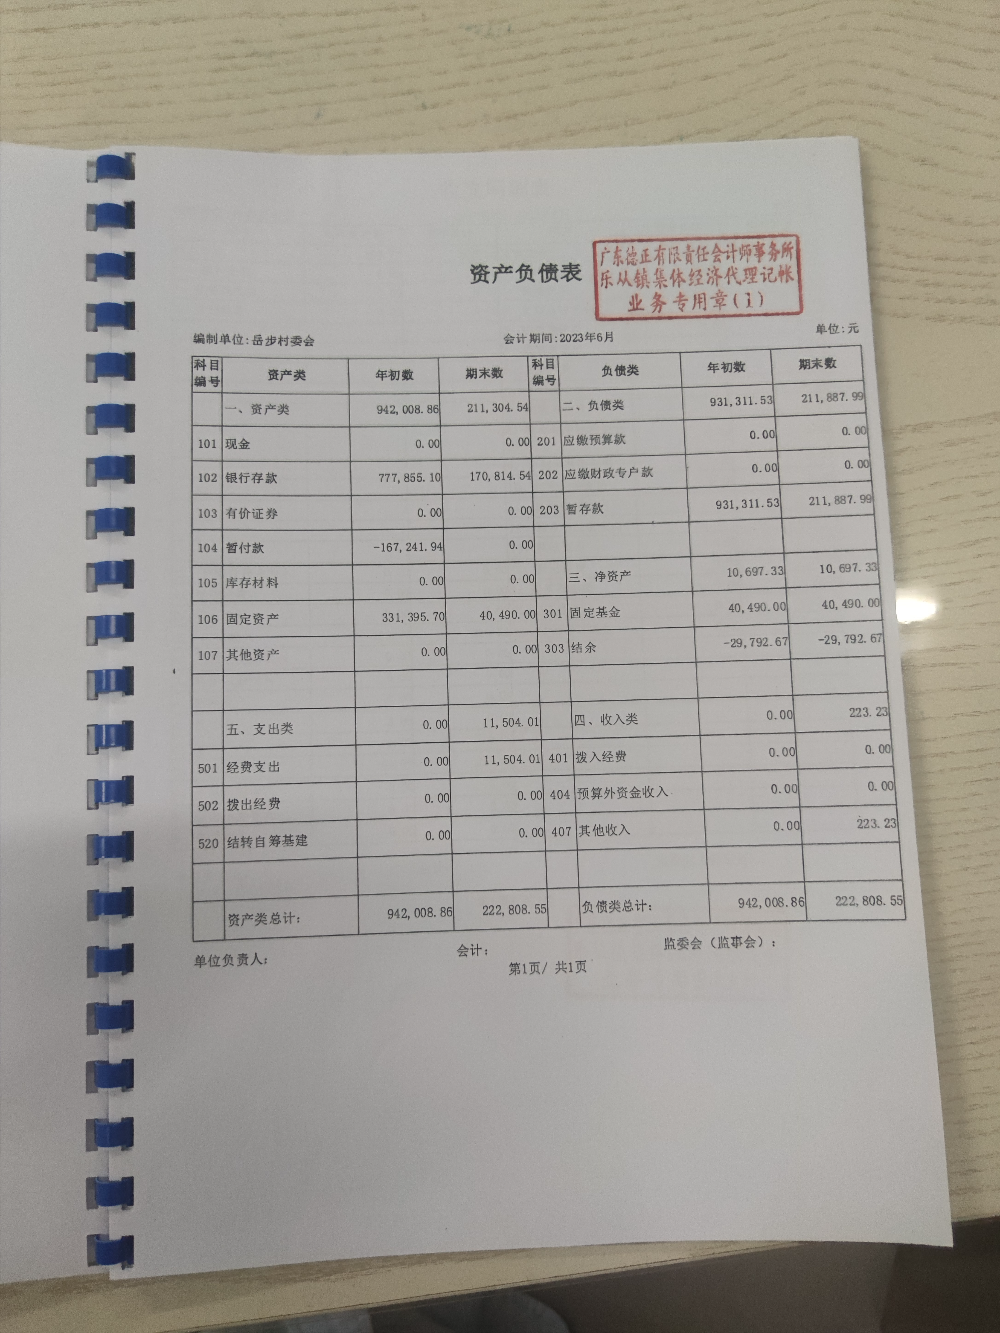 资产负债表
广东德正有限责任会计师事务所
乐从镇集体经济代理记帐
业务专用章(1)
编制单位:岳步村委会 会计期间:2023年6月 单位:元
科目编号 资产类 年初数 期末数 科目编号 负债类 年初数 期末数
一、资产类 942,008.86 211,304.54 二、负债类 931,311.53 211,887.99
101 现金 0.00 0.00 201 应缴预算款 0.00 0.00
102 银行存款 777,855.10 170,814.54 202 应缴财政专户款 0.00 0.00
103 有价证券 0.00 0.00 203 暂存款 931,311.53 211,887.99
104 暂付款 -167,241.94 0.00
105 库存材料 0.00 0.00 三、净资产 10,697.33 10,697.33
106 固定资产 331,395.70 40,490.00 301 固定基金 40,490.00 40,490.00
107 其他资产 0.00 0.00 303 结余 -29,792.67 -29,792.67
五、支出类 0.00 11,504.01 四、收入类 0.00 223.23
501 经费支出 0.00 11,504.01 401 拨入经费 0.00 0.00
502 拨出经费 0.00 0.00 404 预算外资金收入 0.00 0.00
520 结转自筹基建 0.00 0.00 407 其他收入 0.00 223.23
资产类总计: 942,008.86 222,808.55 负债类总计: 942,008.86 222,808.55
单位负责人: 会计: 监委会（监事会）:
第1页/ 共1页